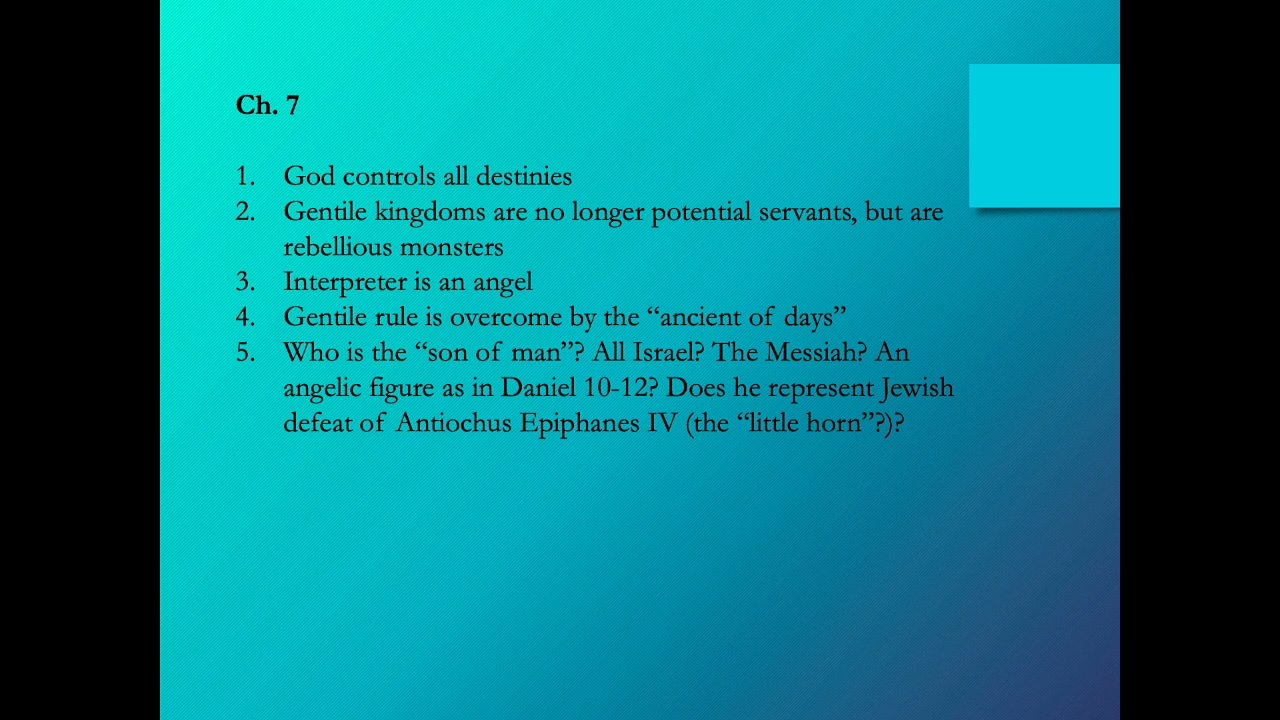 Ch. 7
1. God controls all destinies
2. Gentile kingdoms are no longer potential servants, but are
rebellious monsters
3. Interpreter is an angel
4. Gentile rule is overcome by the “ancient of days”
5. Who is the “son of man”? All Israel? The Messiah? An
angelic figure as in Daniel 10-12? Does he represent Jewish
defeat of Antiochus Epiphanes IV (the “little horn”?)?